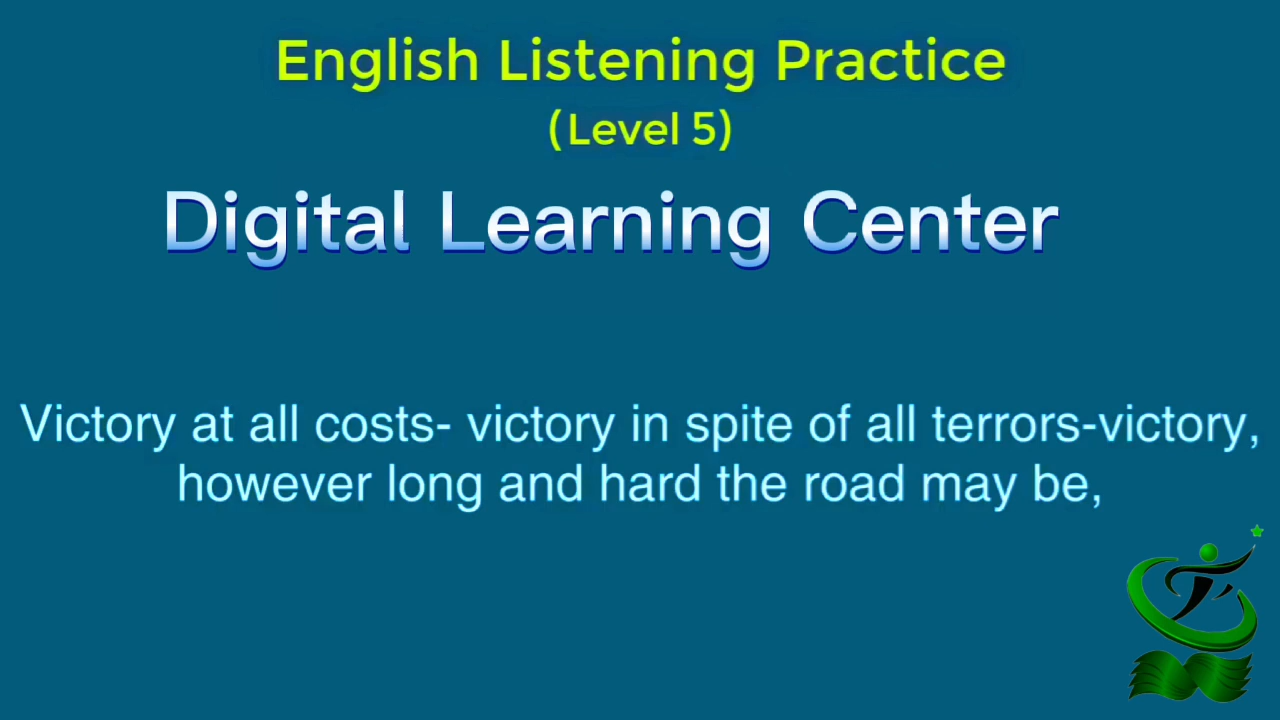 English Listening Practice
(Level 5)
Digital Learning Center
Victory at all costs- victory in spite of all terrors-victory,
however long and hard the road may be,